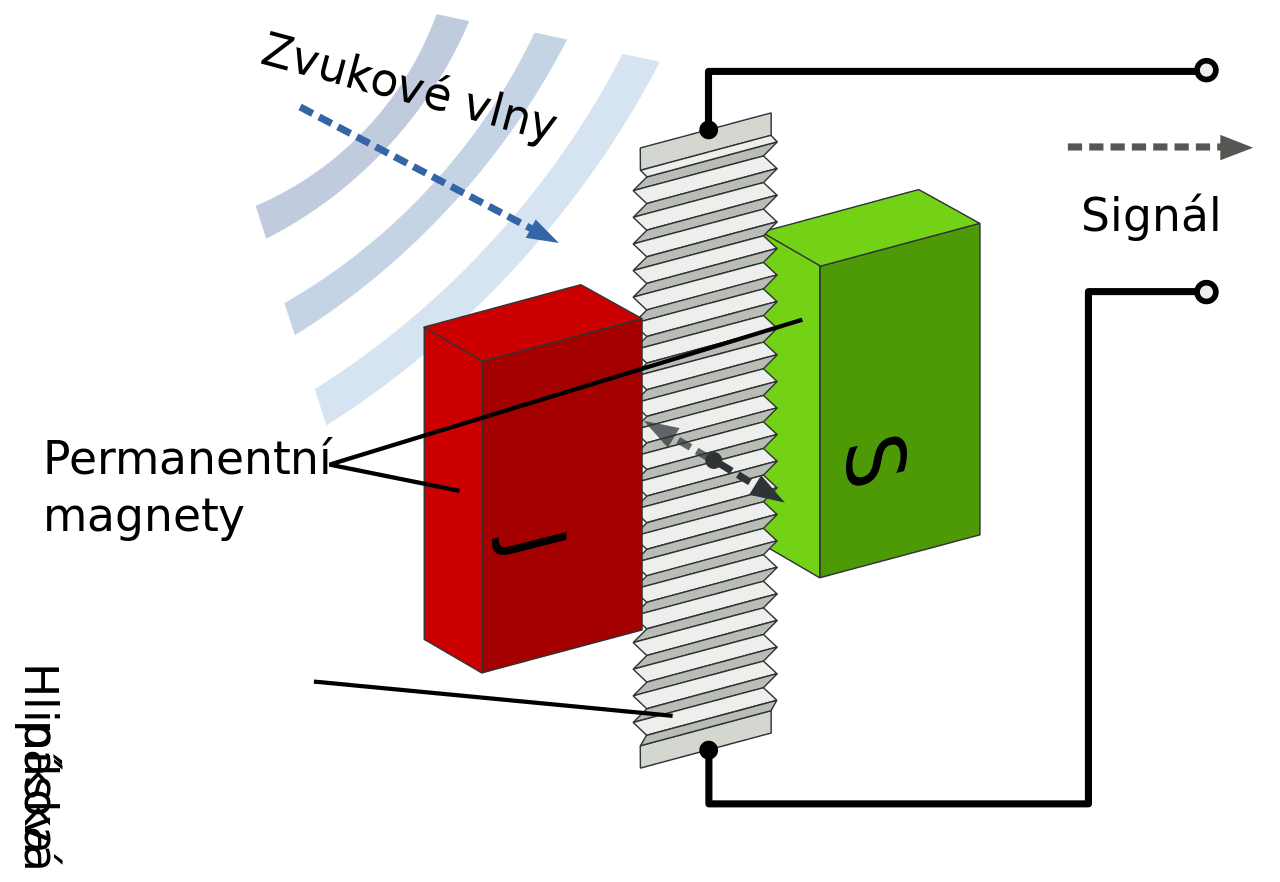 Zvukové vlny
Signál
Permanentní
magnety
S
J